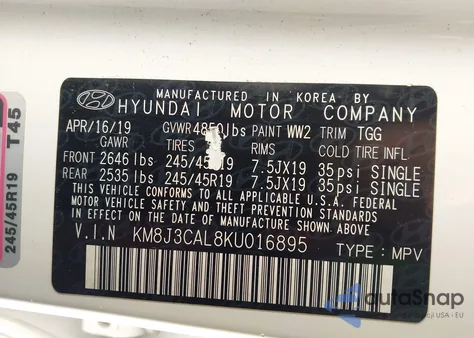 MANUFACTURED IN KOREA BY
HYUNDAI MOTOR COMPANY
APR/16/19 GVWR 4850lbs PAINT WW2 TRIM TGG
GAWR RIMS COLD TIRE INFL.
FRONT 2646 lbs 245/45R19 7.5JX19 35psi SINGLE
REAR 2535 lbs 245/45R19 7.5JX19 35psi SINGLE
THIS VEHICLE CONFORMS TO ALL APPLICABLE U.S.A. FEDERAL
MOTOR VEHICLE SAFETY, BUMPER, AND THEFT PREVENTION
STANDARDS IN EFFECT ON THE DATE OF MANUFACTURE
SHOWN ABOVE.
V.I.N KM8J3CAL8KU016895 TYPE: MPV
245/45R19 T45
autoSnap